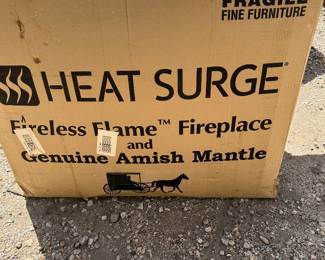 FRAGILE
FINE FURNITURE
HEAT SURGE®
Fireless Flame™ Fireplace
and
Genuine Amish Mantle